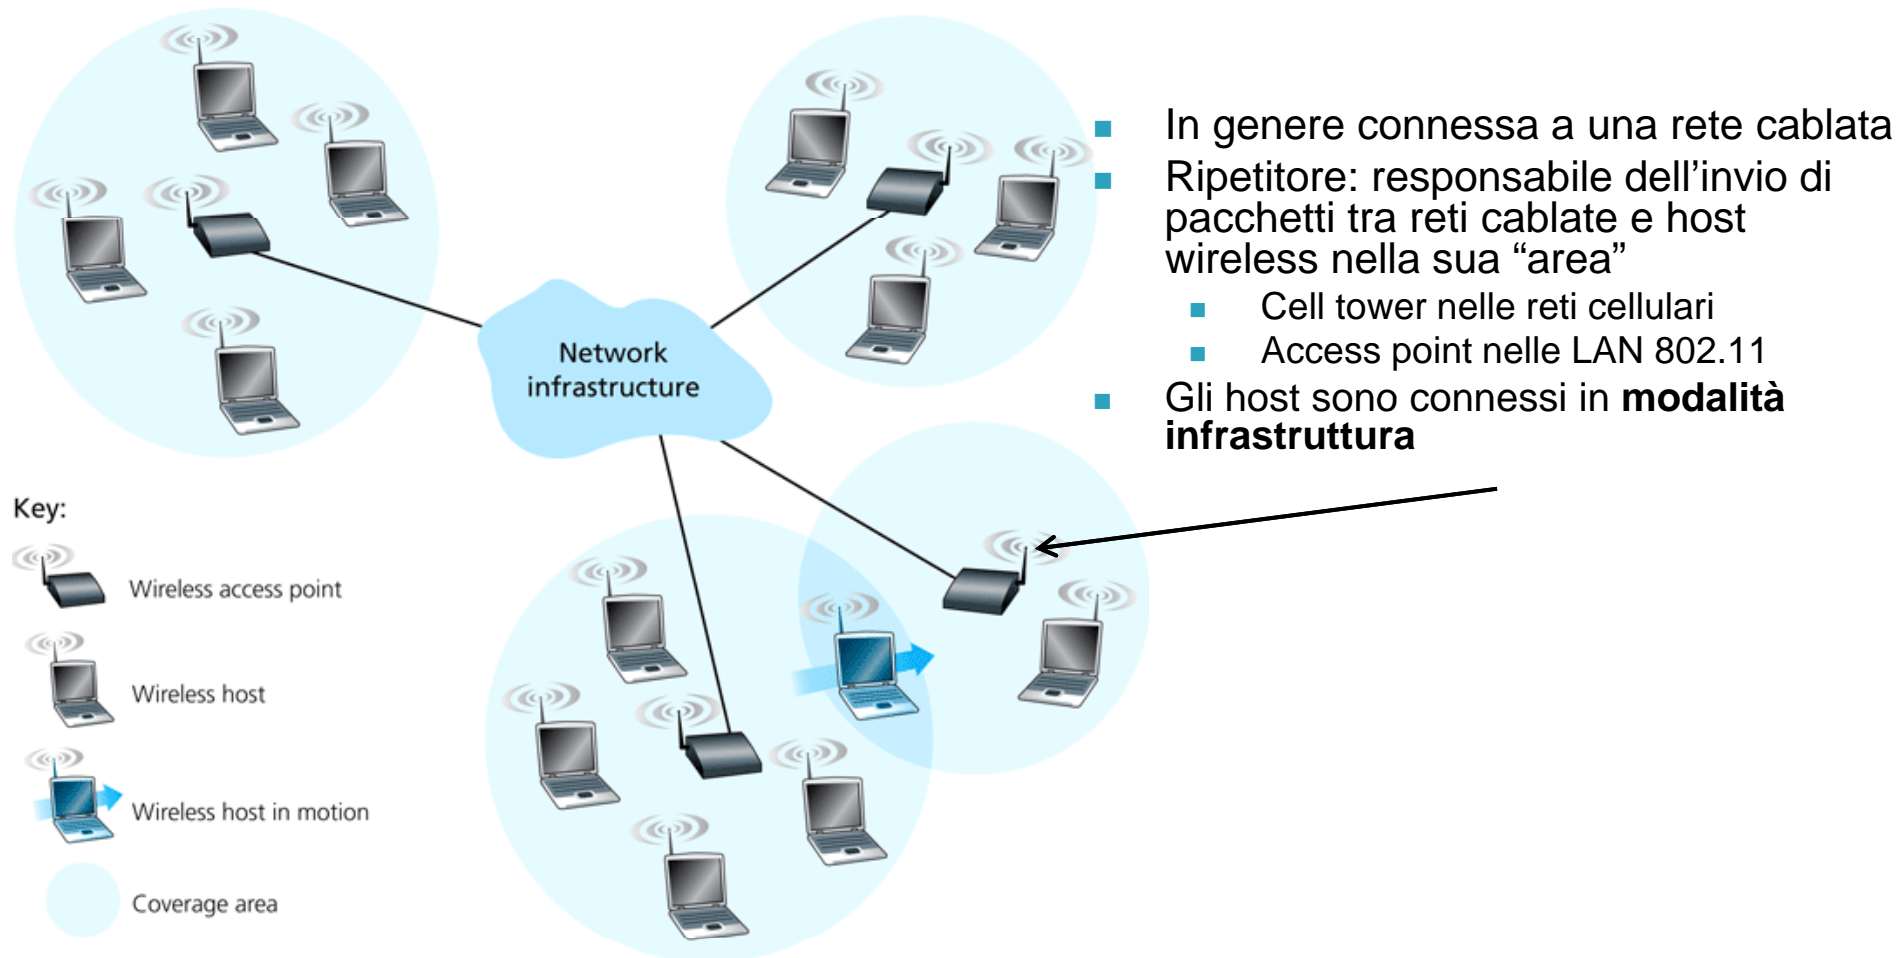 In genere connessa a una rete cablata
Ripetitore: responsabile dell’invio di
pacchetti tra reti cablate e host
wireless nella sua “area”
Cell tower nelle reti cellulari
Access point nelle LAN 802.11
Gli host sono connessi in modalità
infrastruttura
Network
infrastructure
Key:
Wireless access point
Wireless host
Wireless host in motion
Coverage area